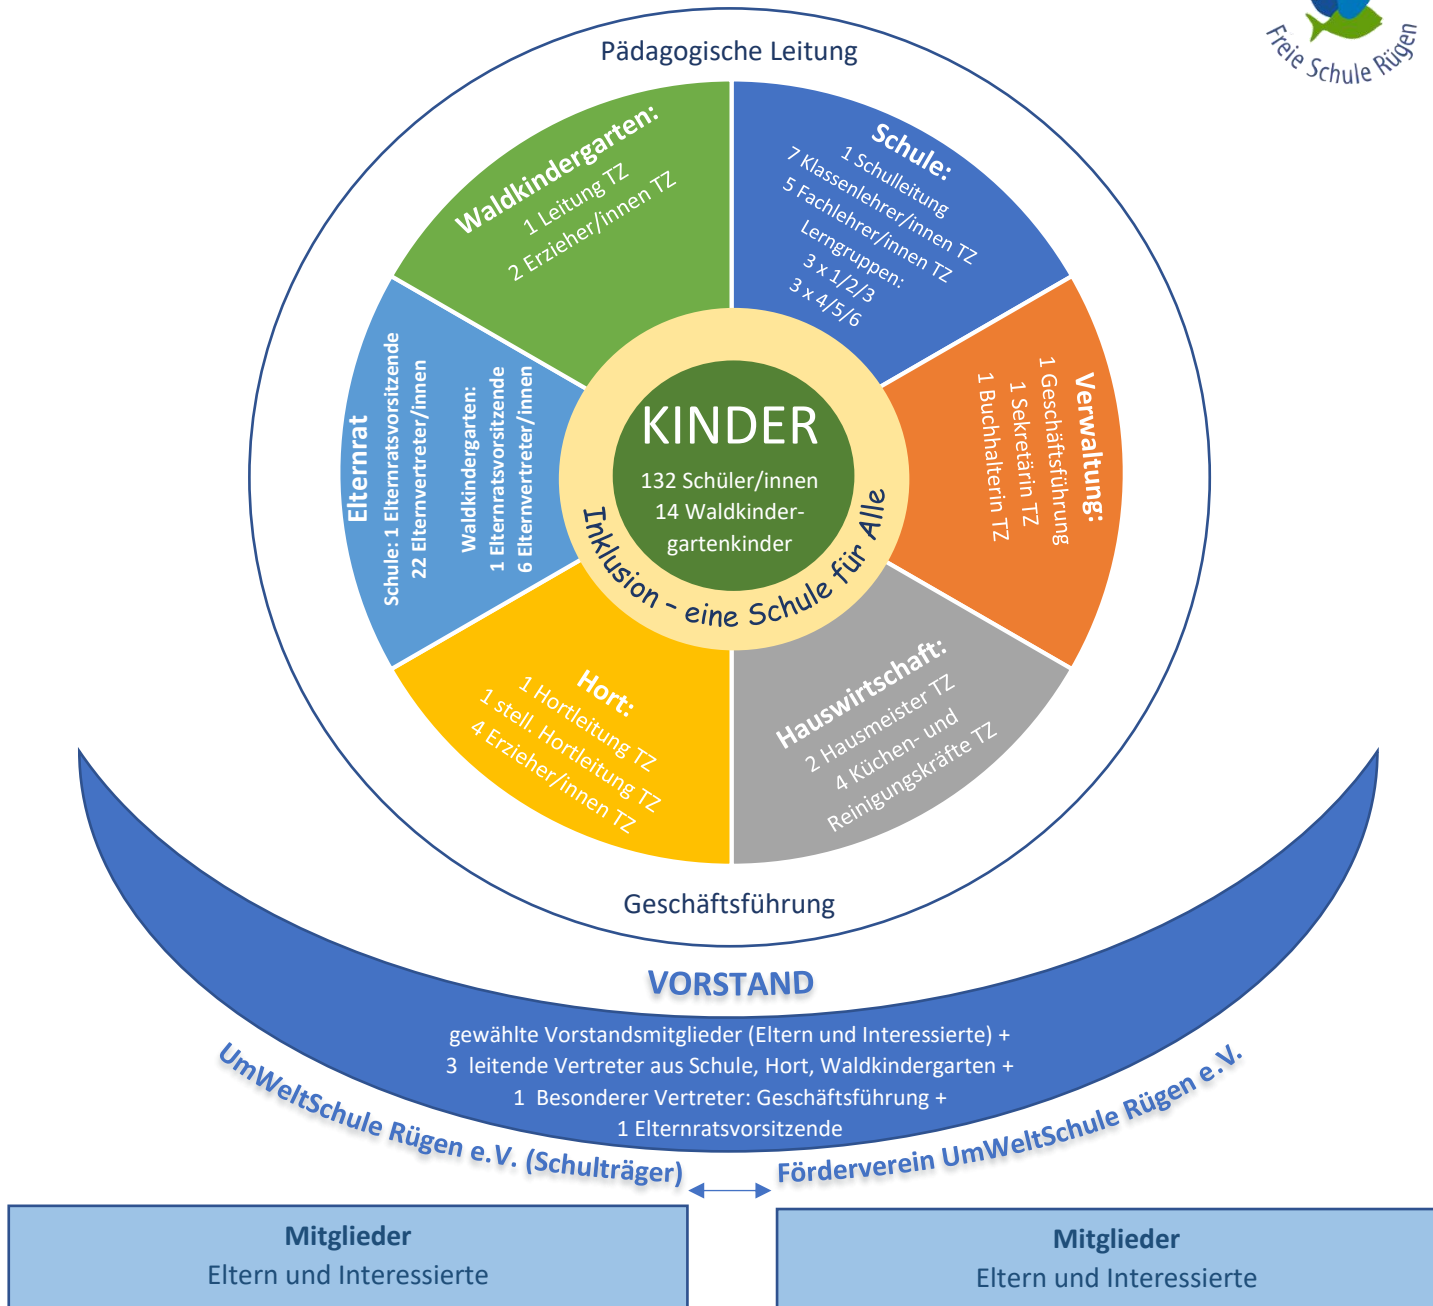 Freie Schule Rügen
Pädagogische Leitung
Waldkindergarten:
1 Leitung TZ
2 Erzieher/innen TZ
Schule:
1 Schulleitung
7 Klassenlehrer/innen TZ
5 Fachlehrer/innen TZ
Lerngruppen:
3 x 1/2/3
3 x 4/5/6
Elternrat
Schule: 1 Elternratsvorsitzende
22 Elternvertreter/innen
Waldkindergarten:
1 Elternratsvorsitzende
6 Elternvertreter/innen
KINDER
132 Schüler/innen
14 Waldkinder-
gartenkinder
Inklusion – eine Schule für Alle
Verwaltung:
1 Geschäftsführung
1 Sekretärin TZ
1 Buchhalterin TZ
Hort:
1 Hortleitung TZ
1 stell. Hortleitung TZ
4 Erzieher/innen TZ
Hauswirtschaft:
2 Hausmeister TZ
4 Küchen- und
Reinigungskräfte TZ
Geschäftsführung
VORSTAND
gewählte Vorstandsmitglieder (Eltern und Interessierte) +
3 leitende Vertreter aus Schule, Hort, Waldkindergarten +
1 Besonderer Vertreter: Geschäftsführung +
1 Elternratsvorsitzende
UmWeltSchule Rügen e.V. (Schulträger)
Förderverein UmWeltSchule Rügen e.V.
Mitglieder
Eltern und Interessierte
Mitglieder
Eltern und Interessierte